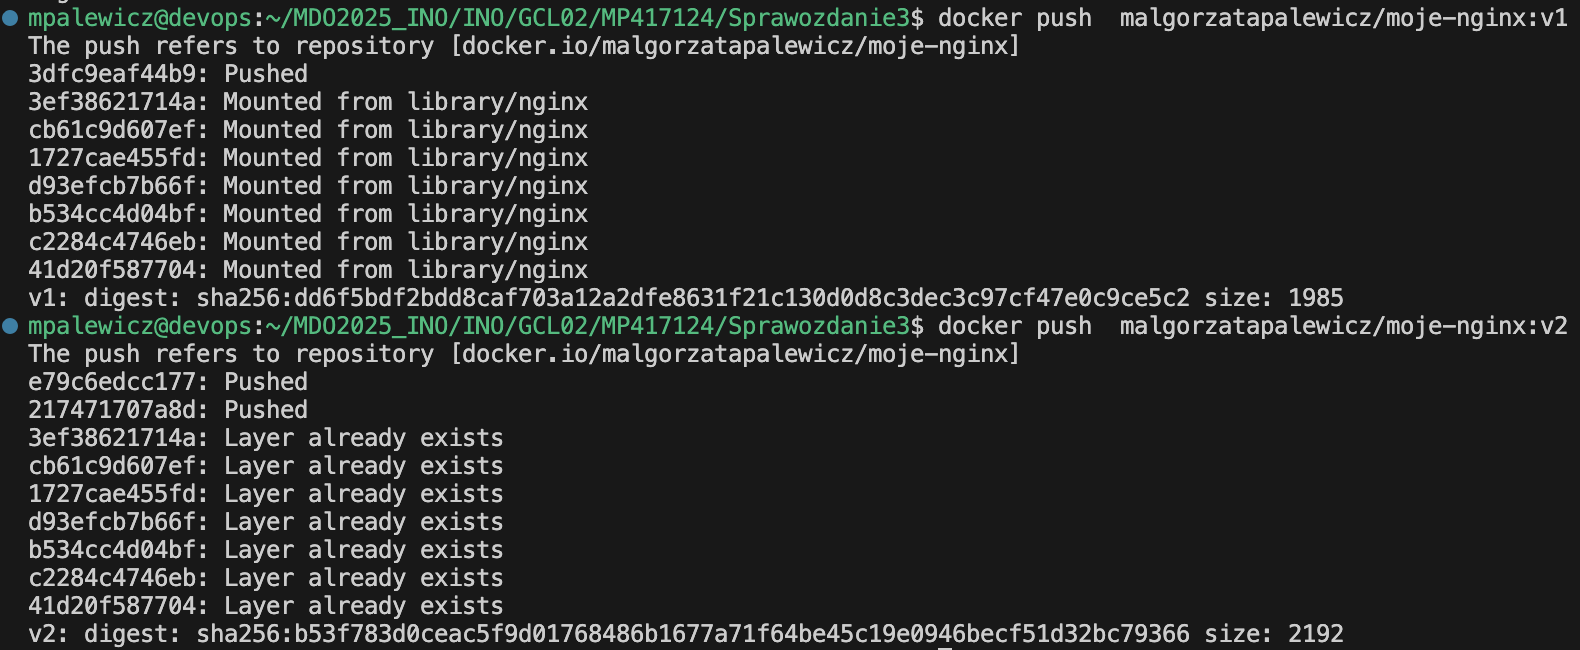 mpalewicz@devops:~/MDO2025_INO/INO/GCL02/MP417124/Sprawozdanie3$ docker push  malgorzatapalewicz/moje-nginx:v1
The push refers to repository [docker.io/malgorzatapalewicz/moje-nginx]
3dfc9eaf44b9: Pushed
3ef38621714a: Mounted from library/nginx
cb61c9d607ef: Mounted from library/nginx
1727cae455fd: Mounted from library/nginx
d93efcb7b66f: Mounted from library/nginx
b534cc4d04bf: Mounted from library/nginx
c2284c4746eb: Mounted from library/nginx
41d20f587704: Mounted from library/nginx
v1: digest: sha256:dd6f5bdf2bdd8caf703a12a2dfe8631f21c130d0d8c3dec3c97cf47e0c9ce5c2 size: 1985
mpalewicz@devops:~/MDO2025_INO/INO/GCL02/MP417124/Sprawozdanie3$ docker push  malgorzatapalewicz/moje-nginx:v2
The push refers to repository [docker.io/malgorzatapalewicz/moje-nginx]
e79c6edcc177: Pushed
217471707a8d: Pushed
3ef38621714a: Layer already exists
cb61c9d607ef: Layer already exists
1727cae455fd: Layer already exists
d93efcb7b66f: Layer already exists
b534cc4d04bf: Layer already exists
c2284c4746eb: Layer already exists
41d20f587704: Layer already exists
v2: digest: sha256:b53f783d0ceac5f9d01768486b1677a71f64be45c19e0946becf51d32bc79366 size: 2192